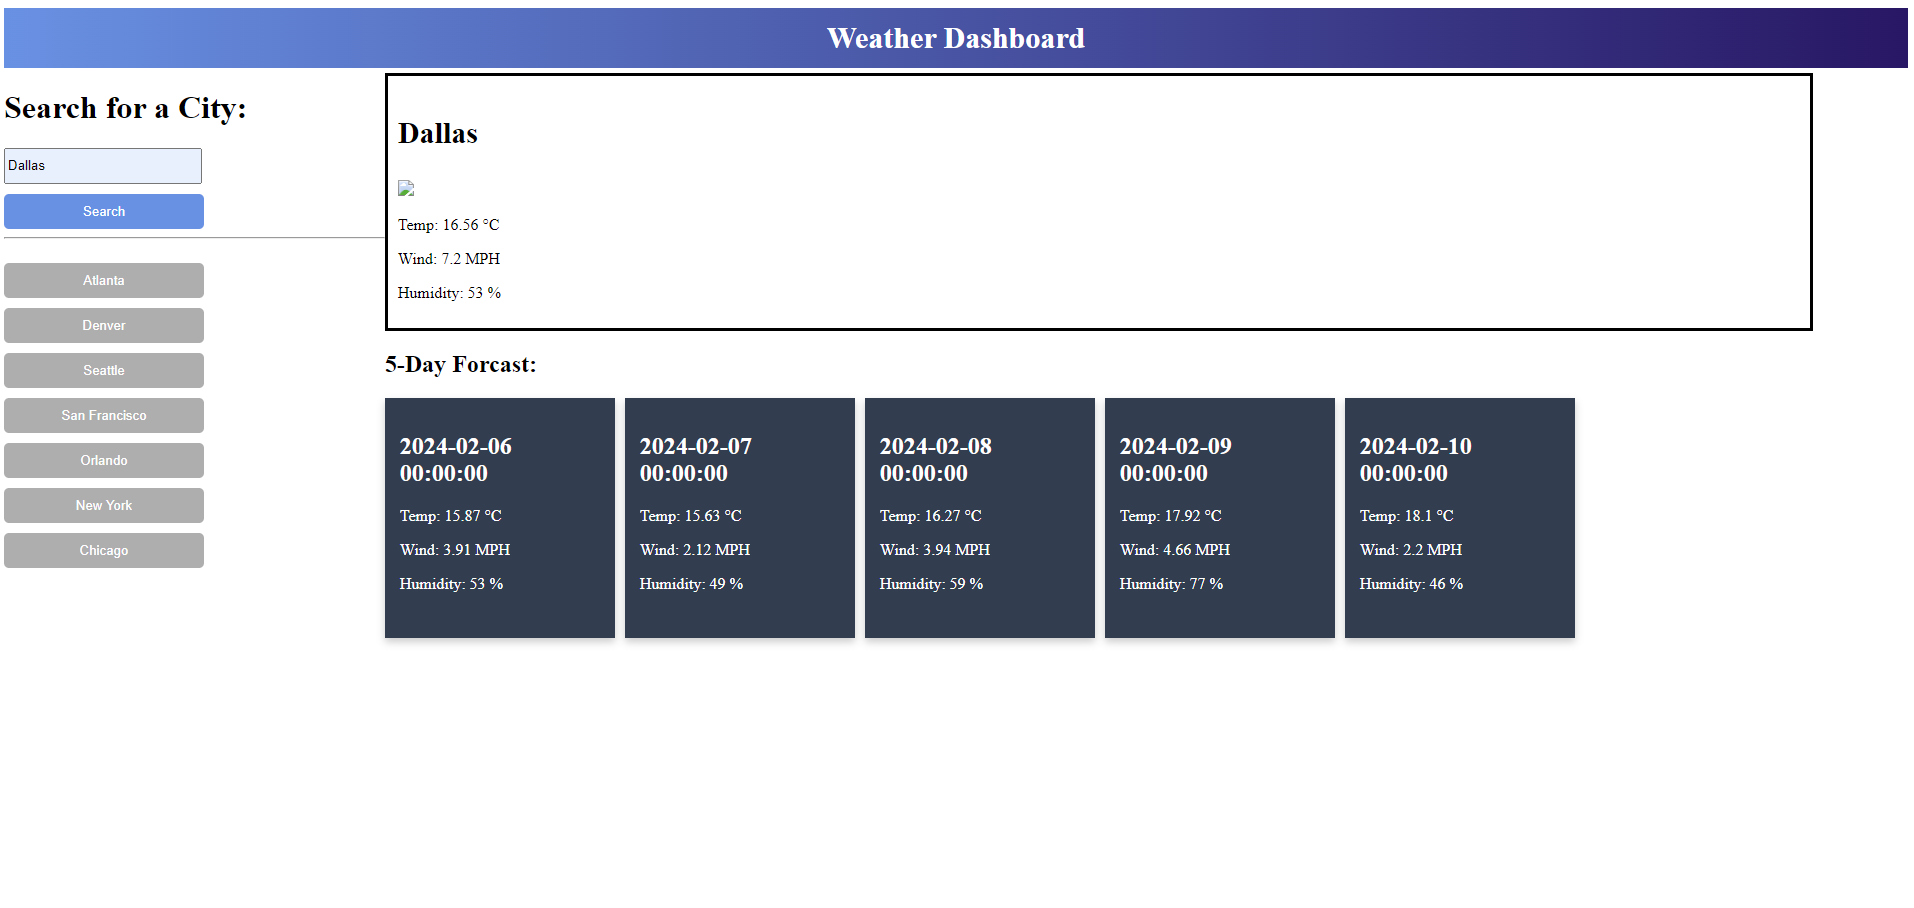 Weather Dashboard
Search for a City:
Dallas
Search
Atlanta
Denver
Seattle
San Francisco
Orlando
New York
Chicago
Dallas
Temp: 16.56 °C
Wind: 7.2 MPH
Humidity: 53 %
5-Day Forcast:
2024-02-06
00:00:00
Temp: 15.87 °C
Wind: 3.91 MPH
Humidity: 53 %
2024-02-07
00:00:00
Temp: 15.63 °C
Wind: 2.12 MPH
Humidity: 49 %
2024-02-08
00:00:00
Temp: 16.27 °C
Wind: 3.94 MPH
Humidity: 59 %
2024-02-09
00:00:00
Temp: 17.92 °C
Wind: 4.66 MPH
Humidity: 77 %
2024-02-10
00:00:00
Temp: 18.1 °C
Wind: 2.2 MPH
Humidity: 46 %